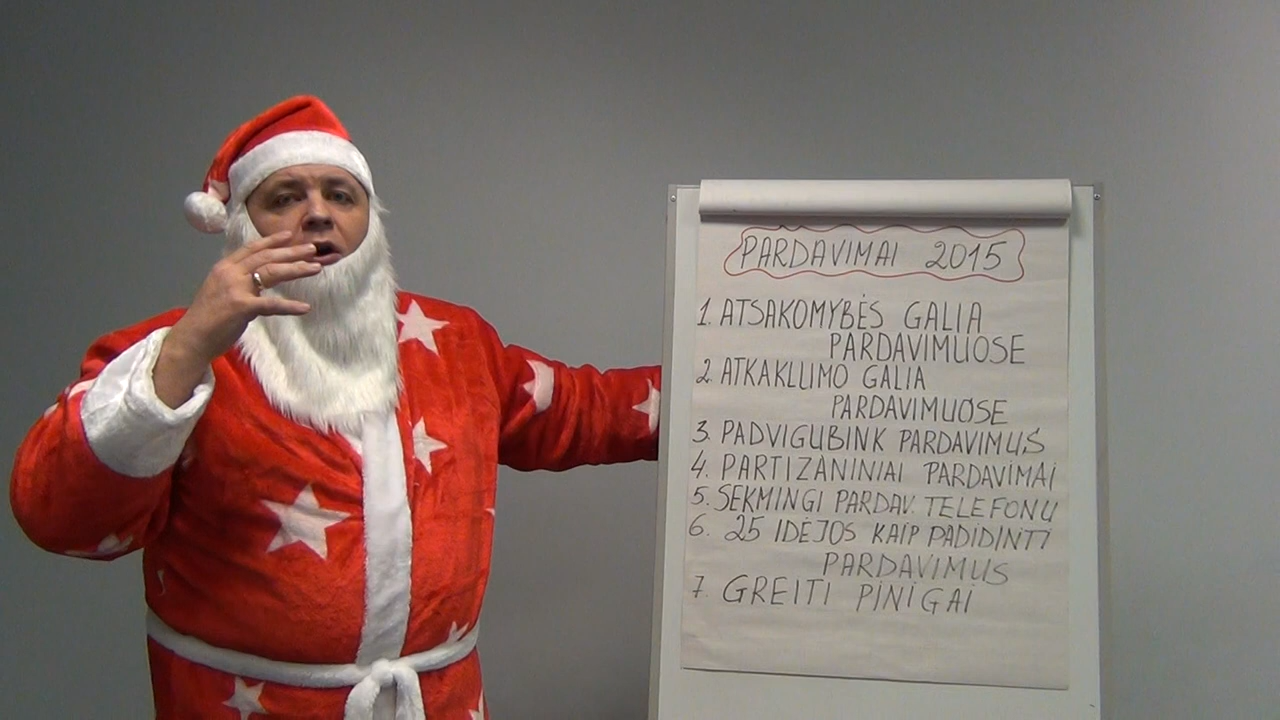 PARDAVIMAI 2015
1. ATSAKOMYBĖS GALIA
PARDAVIMUOSE
2. ATKAKLUMO GALIA
PARDAVIMUOSE
3. PADVIGUBINK PARDAVIMUS
4. PARTIZANINIAI PARDAVIMAI
5. SĖKMINGI PARDAV. TELEFONU
6. 25 IDĖJOS KAIP PADIDINTI
PARDAVIMUS
7. GREITI PINIGAI